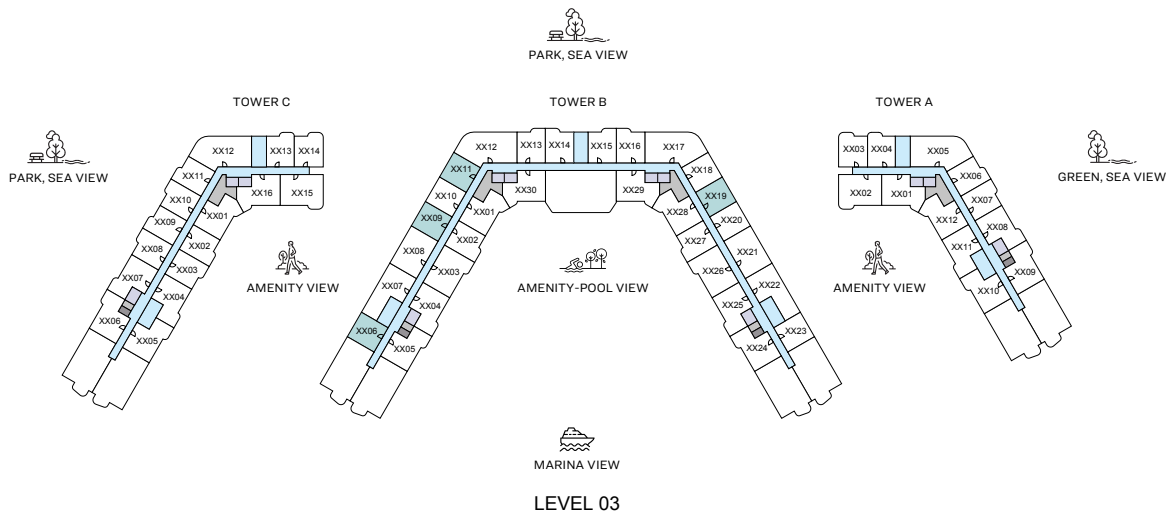 PARK, SEA VIEW
TOWER C
TOWER B
TOWER A
PARK, SEA VIEW
GREEN, SEA VIEW
XX12
XX13
XX14
XX11
XX16
XX15
XX10
XX01
XX09
XX02
XX08
XX03
XX07
XX04
XX06
XX05
XX12
XX13
XX14
XX15
XX16
XX17
XX11
XX18
XX10
XX30
XX29
XX19
XX09
XX01
XX28
XX20
XX02
XX27
XX08
XX21
XX03
XX26
XX07
XX22
XX04
XX25
XX06
XX23
XX05
XX24
XX03
XX04
XX05
XX02
XX01
XX06
XX12
XX07
XX11
XX08
XX10
XX09
AMENITY VIEW
AMENITY-POOL VIEW
AMENITY VIEW
MARINA VIEW
LEVEL 03